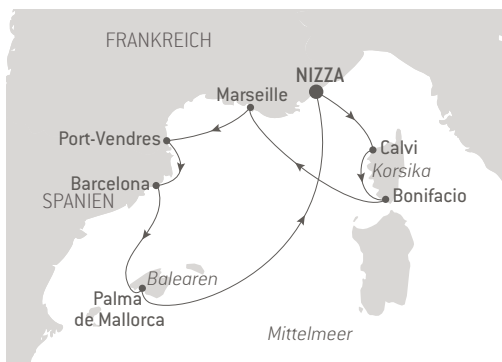 FRANKREICH
NIZZA
Marseille
Port-Vendres
Calvi
Korsika
Barcelona
Bonifacio
SPANIEN
Balearen
Palma
de Mallorca
Mittelmeer